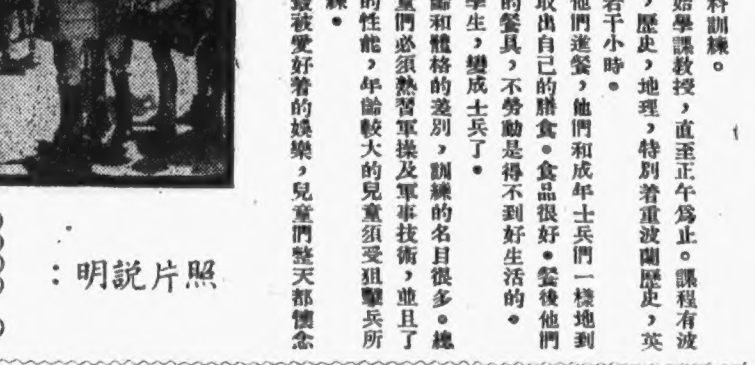 科訓練。
始學課教授，直至正午爲止。課程有波
，歷史，地理，特別着重波蘭歷史，英
若干小時。
他們進餐，他們和成年士兵們一樣地到
取出自己的膳食。食品很好。餐後他們
的餐具，不勞動是得不到好生活的。
學生，變成士兵了。
齡和體格的差別，訓練的名目很多。總
童們必須熟習軍操及軍事技術，並且了
的性能，年齡較大的兒童須受狙擊兵所
練。
最被愛好着的娛樂，兒童們整天都懷念
照片説明：